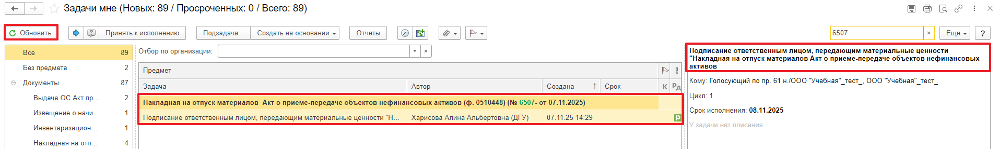 Задачи мне (Новых: 89 / Просроченных: 0 / Всего: 89)
Обновить
Принять к исполнению
Подзадача...
Создать на основании
Отчеты
6507
×
Еще
?
Все 89
Без предмета 2
Документы 87
Выдача ОС Акт пр... 2
Извещение о начи... 1
Инвентаризацион... 1
Накладная на отп... 4
Отбор по организации:
×
Предмет
Задача Автор Создана ↑ Срок К Рд
Накладная на отпуск материалов Акт о приеме-передаче объектов нефинансовых активов (ф. 0510448) (№ 6507- от 07.11.2025)
Подписание ответственным лицом, передающим материальные ценности "Н... Харисова Алина Альбертовна (ДГУ) 07.11.25 14:29 Р
Подписание ответственным лицом, передающим материальные ценности
"Накладная на отпуск материалов Акт о приеме-передаче объектов нефинансовых
активов
Кому: Голосующий по пр. 61 н./ООО "Учебная"_тест_, ООО "Учебная"_тест_
Цикл: 1
Срок исполнения: 08.11.2025
У задачи нет описания.